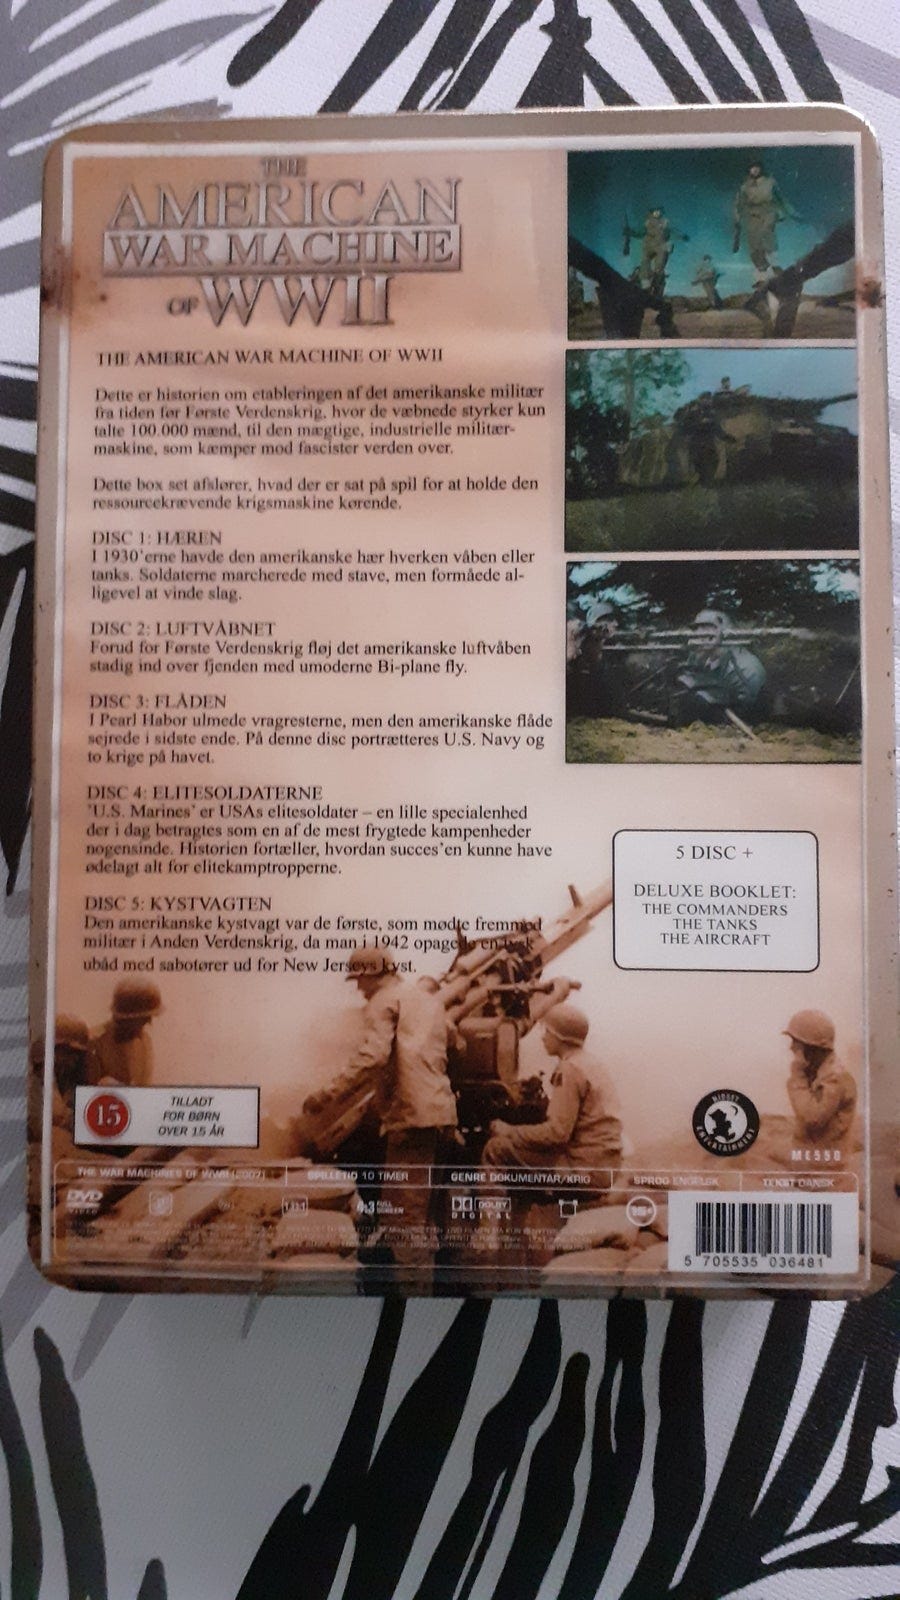 THE
AMERICAN
WAR MACHINE
OF WWII
THE AMERICAN WAR MACHINE OF WWII
Dette er historien om etableringen af det amerikanske militær
fra tiden før Første Verdenskrig, hvor de væbnede styrker kun
talte 100.000 mænd, til den mægtige, industrielle militær-
maskine, som kæmper mod fascister verden over.
Dette box set afslører, hvad der er sat på spil for at holde den
ressourcekrævende krigsmaskine kørende.
DISC 1: HÆREN
I 1930'erne havde den amerikanske hær hverken våben eller
tanks. Soldaterne marcherede med stave, men formåede al-
ligevel at vinde slag.
DISC 2: LUFTVÅBNET
Forud for Første Verdenskrig fløj det amerikanske luftvåben
stadig ind over fjenden med umoderne Bi-plane fly.
DISC 3: FLÅDEN
I Pearl Habor ulmede vragresterne, men den amerikanske flåde
sejrede i sidste ende. På denne disc portrætteres U.S. Navy og
to krige på havet.
DISC 4: ELITESOLDATERNE
'U.S. Marines' er USAs elitesoldater – en lille specialenhed
der i dag betragtes som en af de mest frygtede kampenheder
nogensinde. Historien fortæller, hvordan succes'en kunne have
ødelagt alt for elitekamptropperne.
DISC 5: KYSTVAGTEN
Den amerikanske kystvagt var de første, som mødte fremmed
militær i Anden Verdenskrig, da man i 1942 opagede en tysk
ubåd med sabotører ud for New Jerseys kyst.
5 DISC +
DELUXE BOOKLET:
THE COMMANDERS
THE TANKS
THE AIRCRAFT
15
TILLADT
FOR BØRN
OVER 15 ÅR
MIDGET
ENTERTAINMENT
ME550
THE WAR MACHINES OF WWII (2007)
SPILLETID 10 TIMER
GENRE DOKUMENTAR/KRIG
SPROG ENGELSK
TEKST DANSK
DVD
VIDEO
4:3 FULL SCREEN
DOLBY
DIGITAL
5 705535 036481